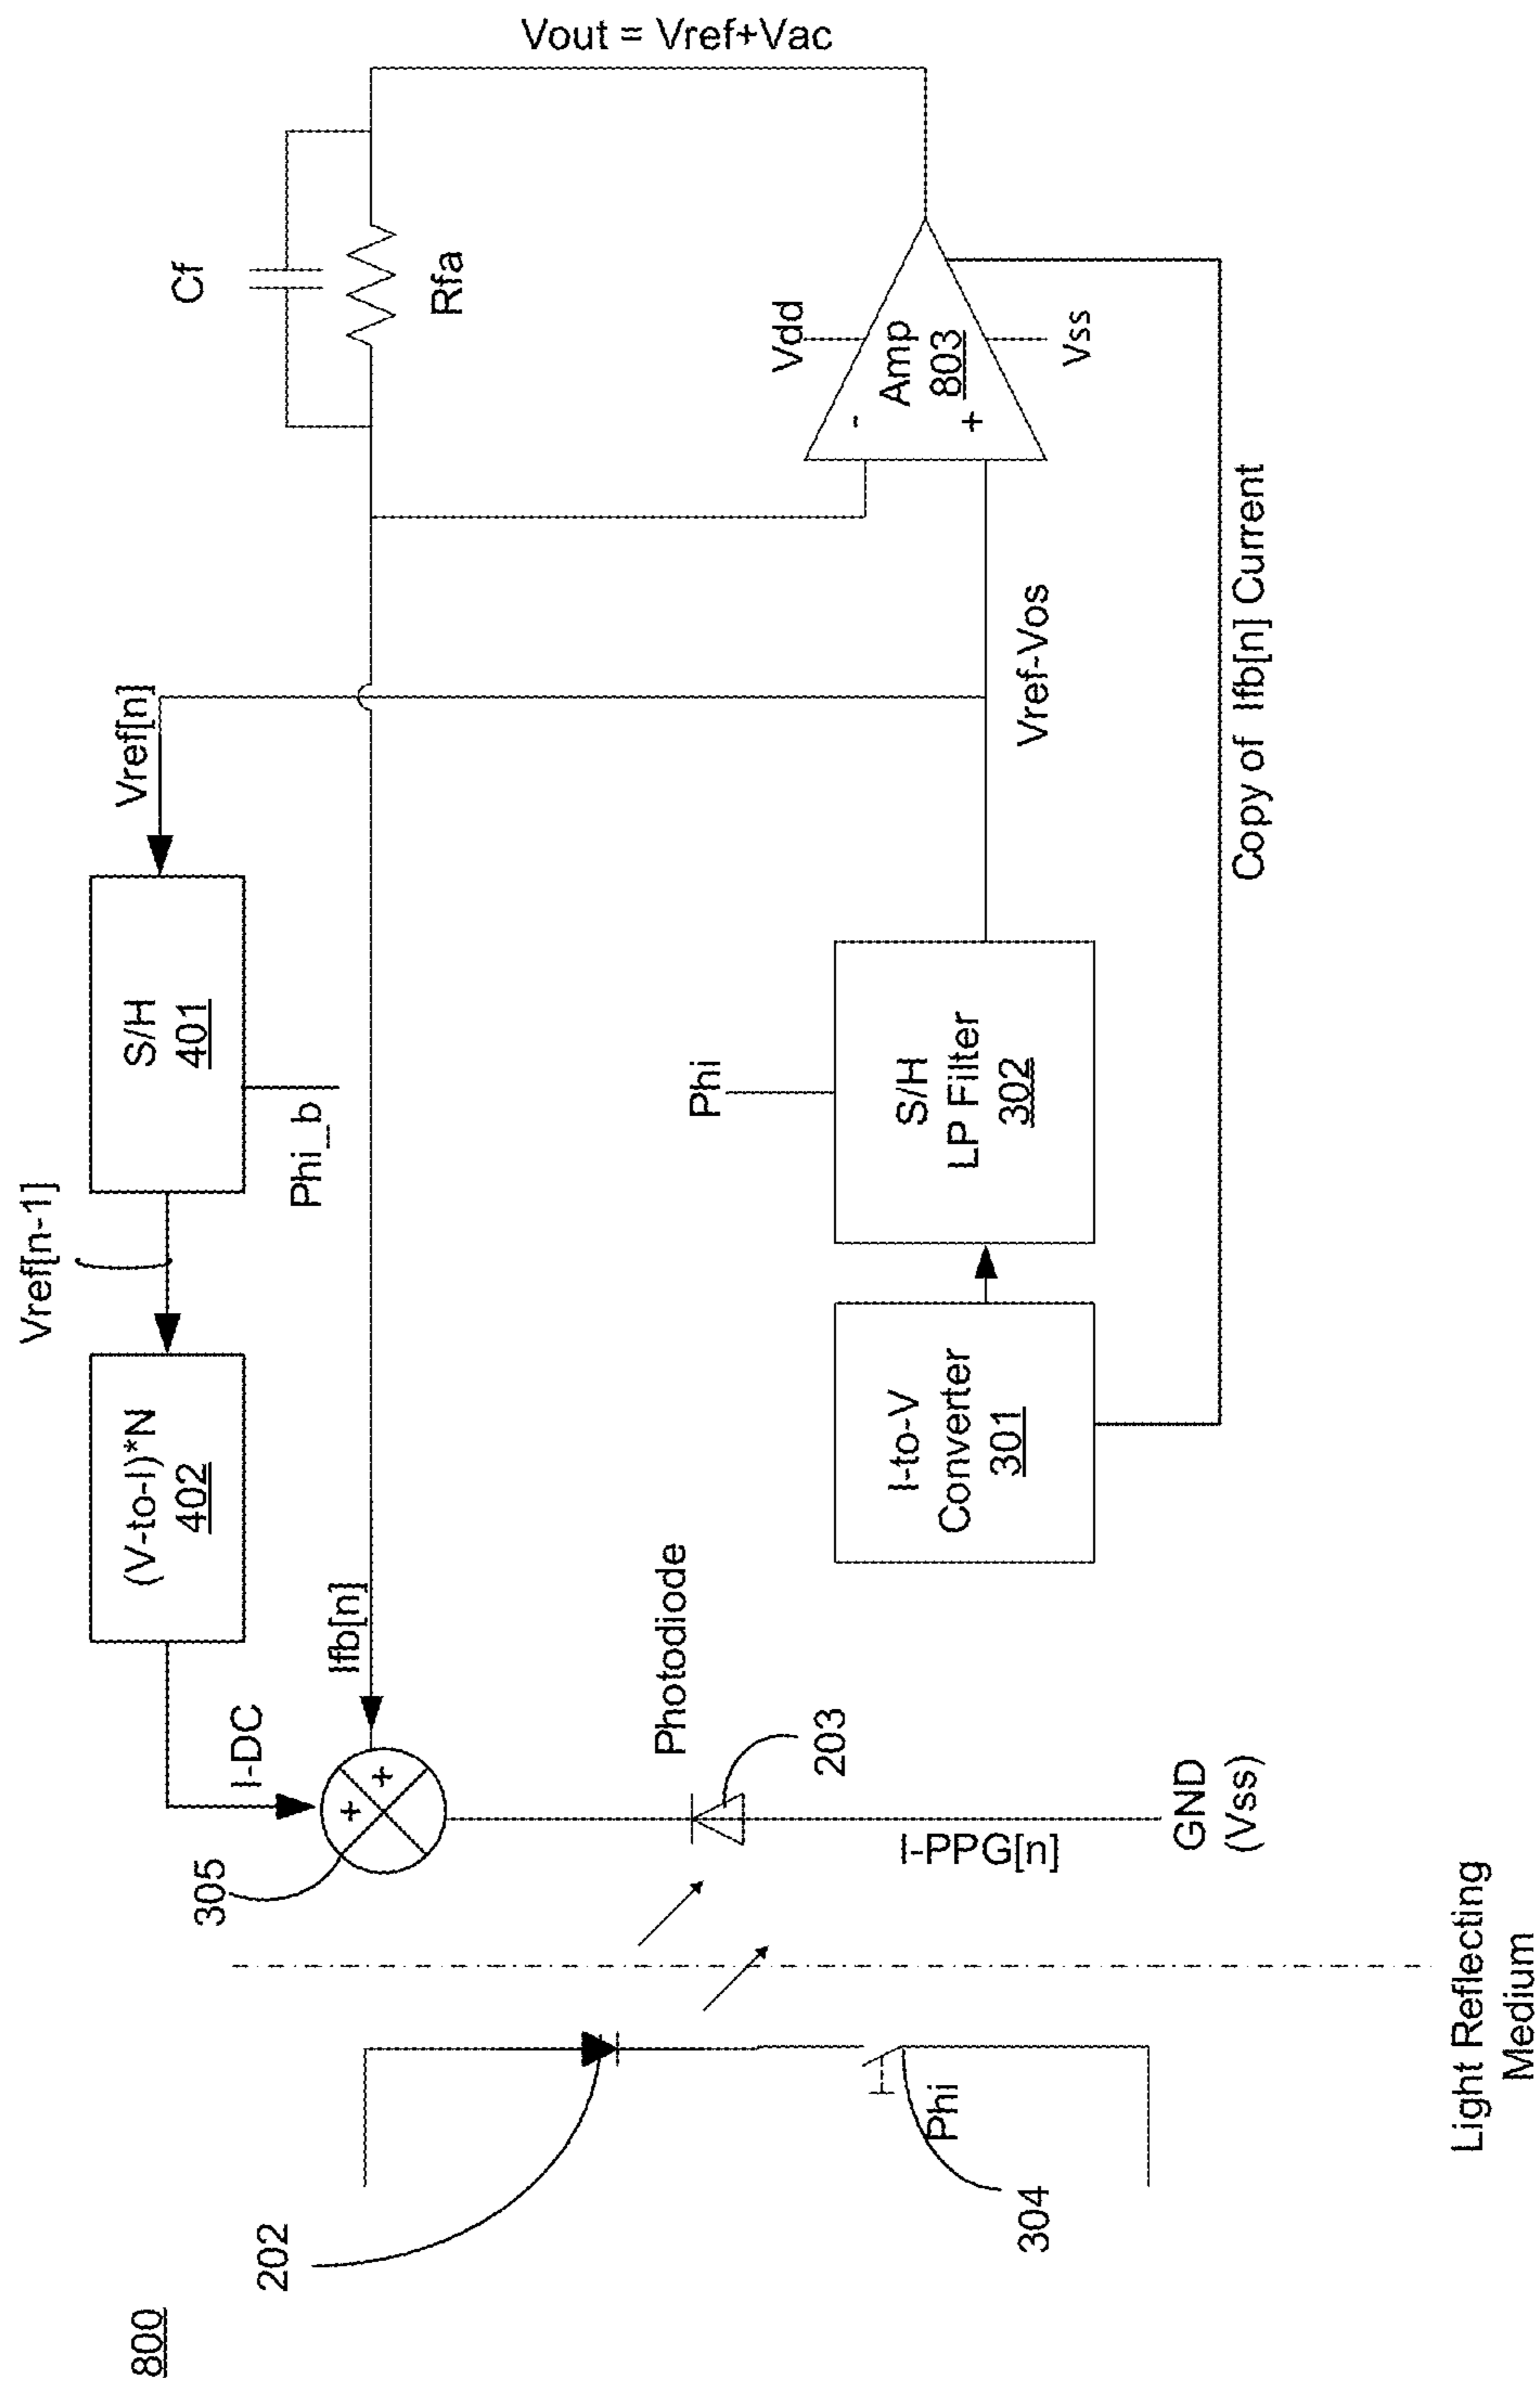 800
202
304
Phi
Light Reflecting
Medium
305
I-DC
Ifb[n]
Photodiode
203
I-PPG[n]
GND
(Vss)
(V-to-I)*N
402
Vref[n-1]
S/H
401
Phi_b
Vref[n]
I-to-V
Converter
301
S/H
LP Filter
302
Phi
Vref-Vos
Copy of Ifb[n] Current
Cf
Rfa
Vdd
Amp
803
-
+
Vss
Vout = Vref+Vac
+
+